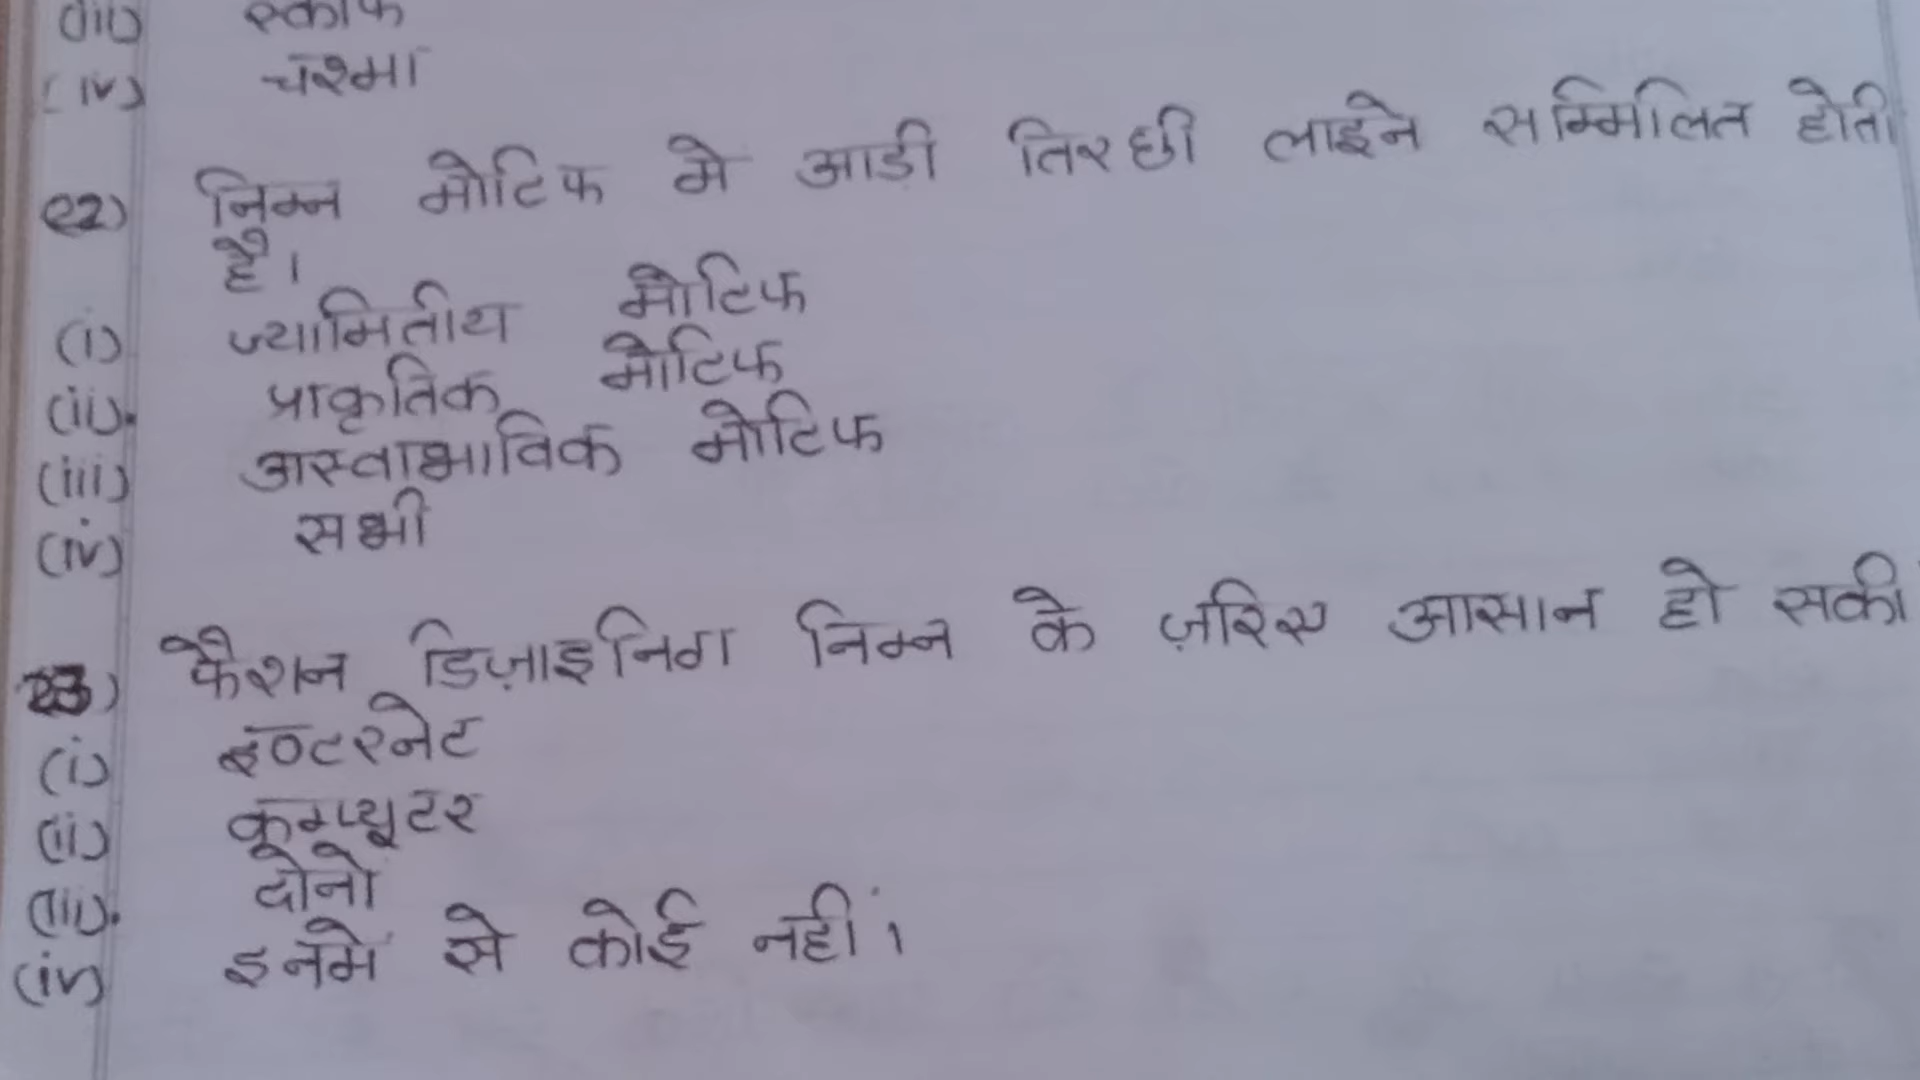 (iii) स्कार्फ
(iv) चश्मा
22) निम्न मोटिफ मे आडी़ तिरछी लाइने सम्मिलित होती
है।
(i) ज्यामितीय मोटिफ
(ii). प्राकृतिक मोटिफ
(iii) अस्वाभाविक मोटिफ
(iv) सभी
23) फैशन डिज़ाइनिग निम्न के ज़रिए आसान हो सकी
(i) इण्टरनेट
(ii) कम्प्यूटर
(iii). दोनो
(iv) इनमे से कोई नहीं।